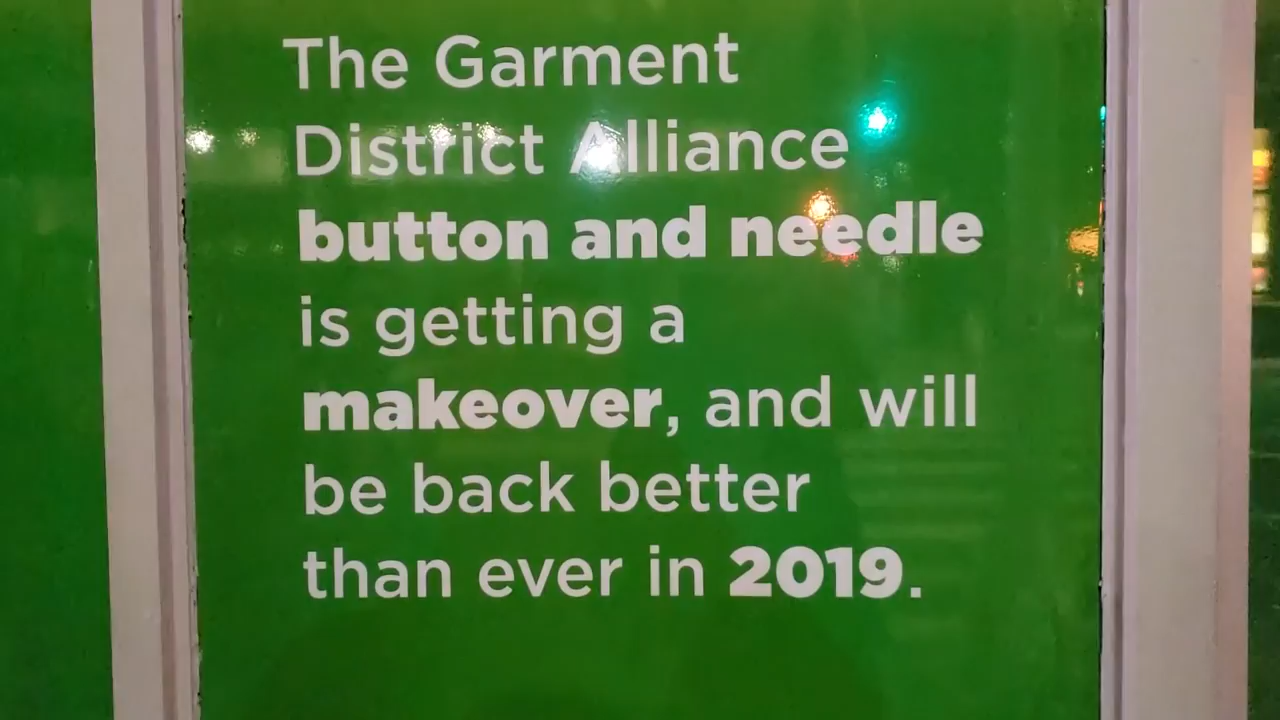 The Garment
District Alliance
button and needle
is getting a
makeover, and will
be back better
than ever in 2019.